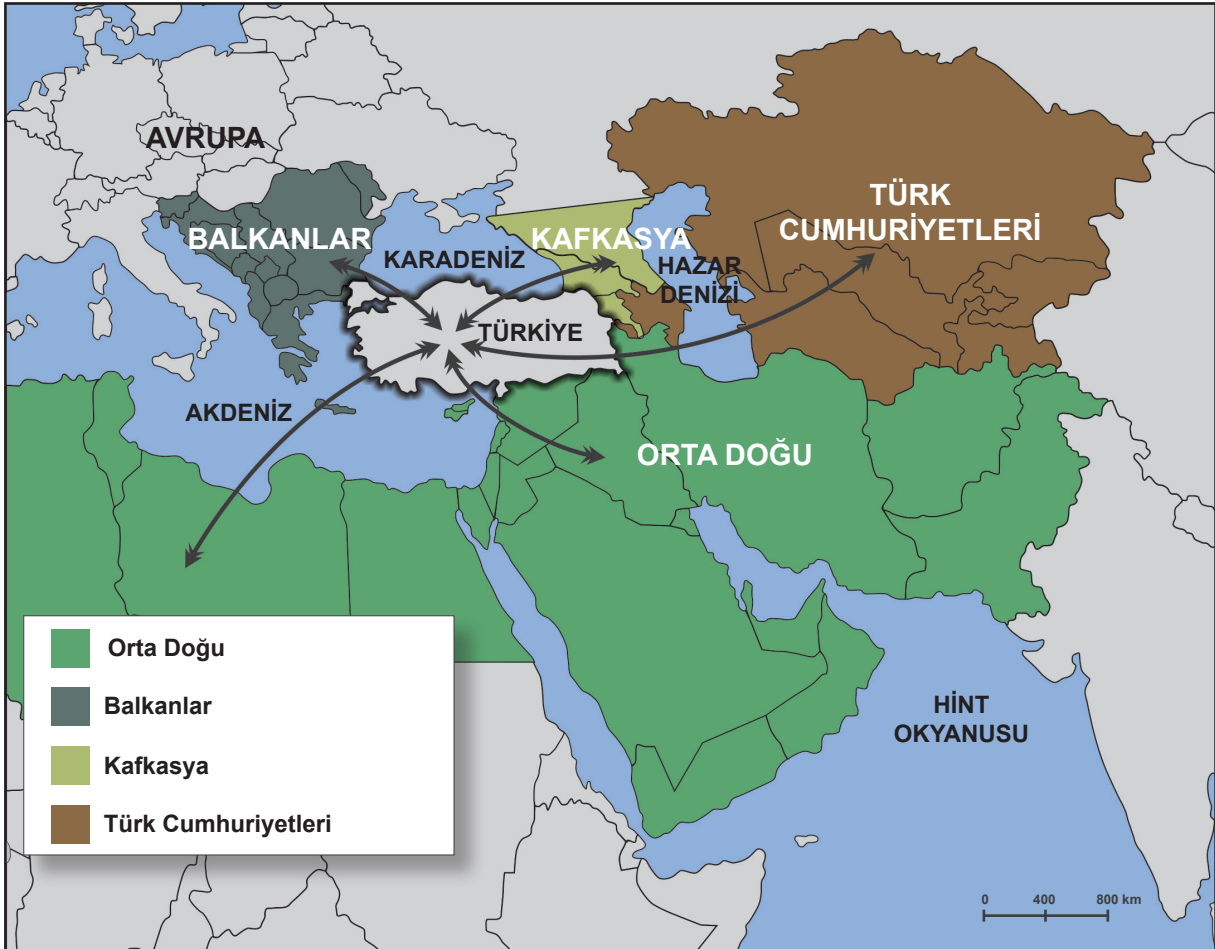 AVRUPA
TÜRK
CUMHURİYETLERİ
BALKANLAR
KARADENİZ
KAFKASYA
HAZAR
DENİZİ
TÜRKİYE
AKDENİZ
ORTA DOĞU
HİNT
OKYANUSU
Orta Doğu
Balkanlar
Kafkasya
Türk Cumhuriyetleri
0 400 800 km